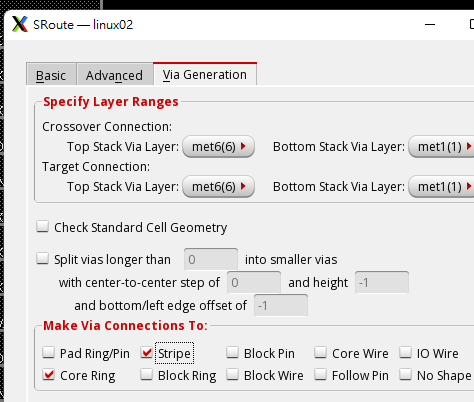 SRoute — linux02
Basic Advanced Via Generation
Specify Layer Ranges
Crossover Connection:
Top Stack Via Layer: met6(6) Bottom Stack Via Layer: met1(1)
Target Connection:
Top Stack Via Layer: met6(6) Bottom Stack Via Layer: met1(1)
Check Standard Cell Geometry
Split vias longer than 0 into smaller vias
with center-to-center step of 0 and height -1
and bottom/left edge offset of -1
Make Via Connections To:
Pad Ring/Pin Stripe Block Pin Core Wire IO Wire
Core Ring Block Ring Block Wire Follow Pin No Shape